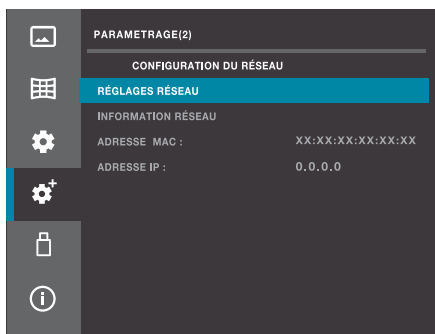 PARAMETRAGE(2)
CONFIGURATION DU RÉSEAU
RÉGLAGES RÉSEAU
INFORMATION RÉSEAU
ADRESSE MAC : XX:XX:XX:XX:XX:XX
ADRESSE IP : 0.0.0.0